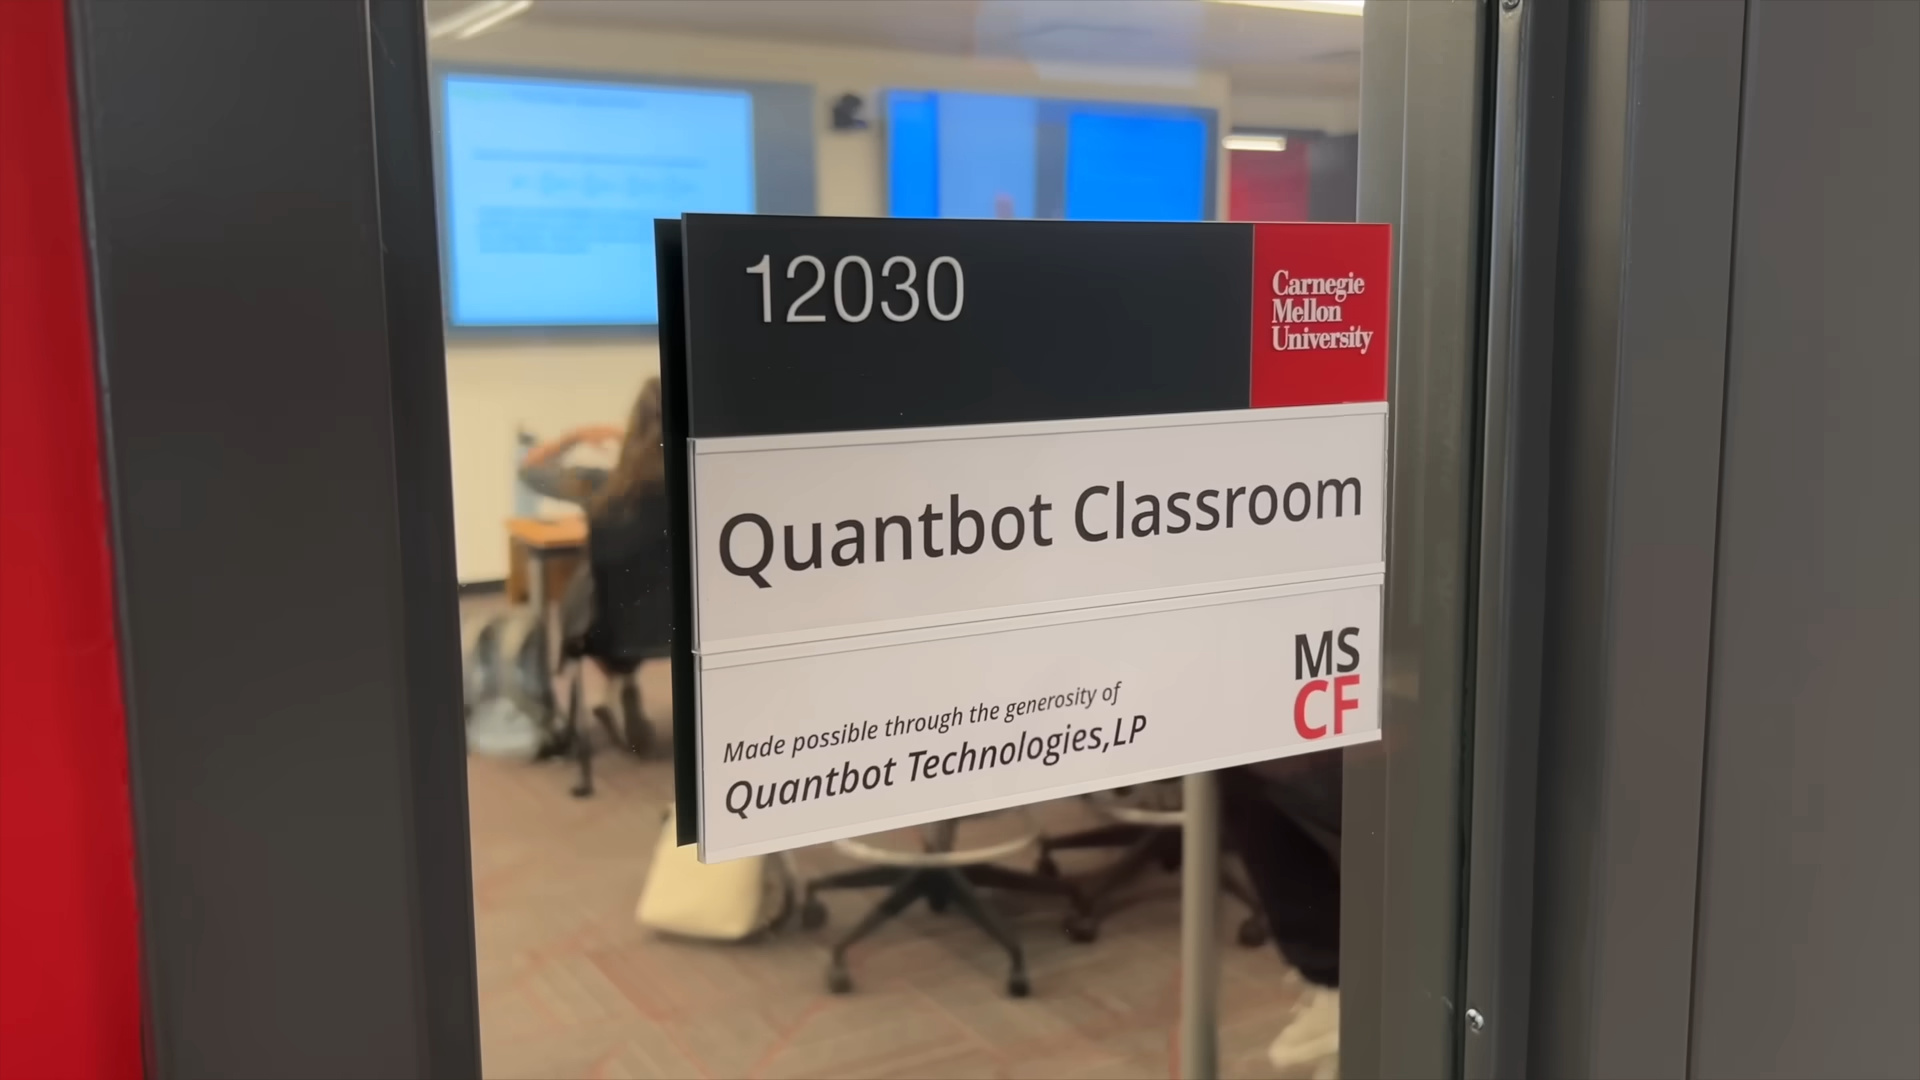 12030
Carnegie
Mellon
University
Quantbot Classroom
Made possible through the generosity of
Quantbot Technologies,LP
MS
CF